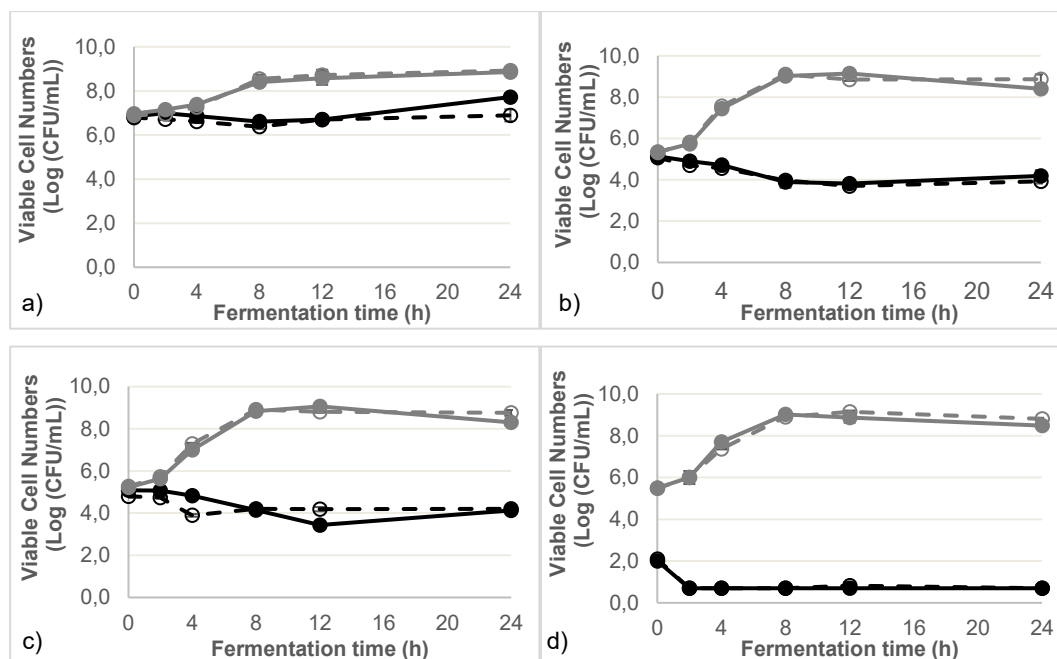 Viable Cell Numbers
(Log (CFU/mL))
10,0
8,0
6,0
4,0
2,0
0,0
0 4 8 12 16 20 24
Fermentation time (h)
a)
Viable Cell Numbers
(Log (CFU/mL))
10,0
8,0
6,0
4,0
2,0
0,0
0 4 8 12 16 20 24
Fermentation time (h)
b)
Viable Cell Numbers
(Log (CFU/mL))
10,0
8,0
6,0
4,0
2,0
0,0
0 4 8 12 16 20 24
Fermentation time (h)
c)
Viable Cell Numbers
(Log (CFU/mL))
10,0
8,0
6,0
4,0
2,0
0,0
0 4 8 12 16 20 24
Fermentation time (h)
d)